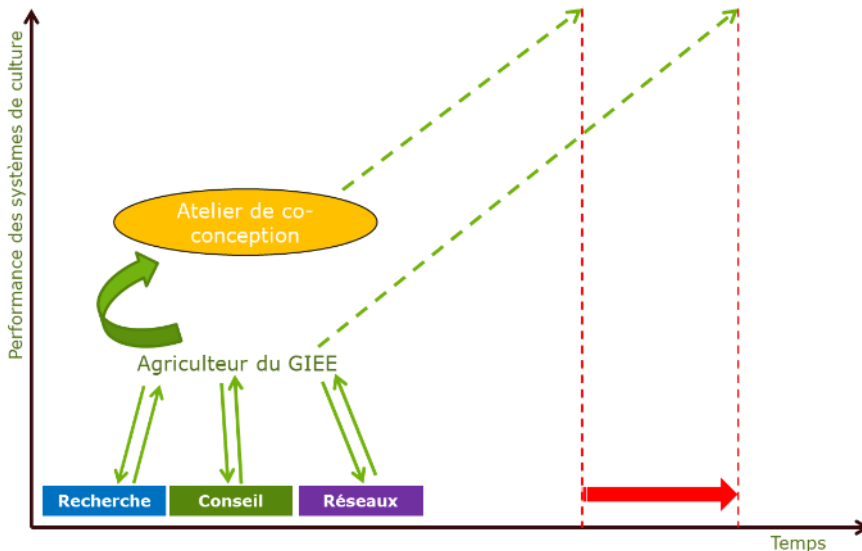 Performance des systèmes de culture
Atelier de co-
conception
Agriculteur du GIEE
Recherche
Conseil
Réseaux
Temps